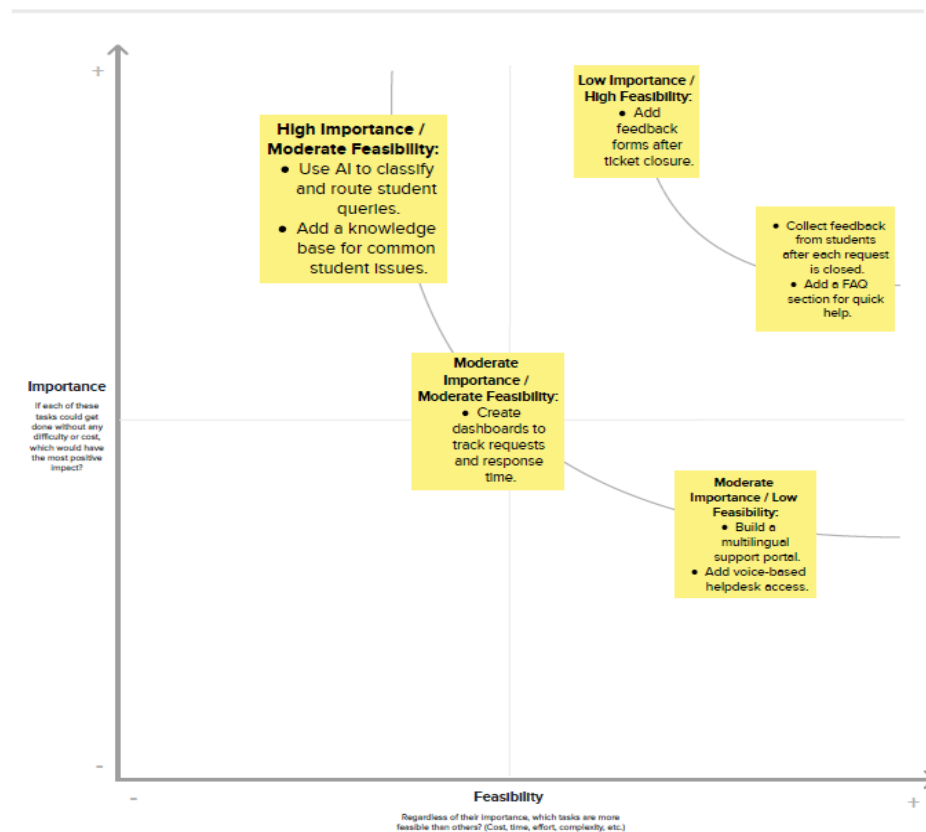 +
Low Importance /
High Feasibility:
• Add
feedback
forms after
ticket closure.
High Importance /
Moderate Feasibility:
• Use AI to classify
and route student
queries.
• Add a knowledge
base for common
student issues.
• Collect feedback
from students
after each request
is closed.
• Add a FAQ
section for quick
help.
Moderate
Importance /
Moderate Feasibility:
• Create
dashboards to
track requests
and response
time.
Importance
If each of these
tasks could get
done without any
difficulty or cost,
which would have
the most positive
impact?
Moderate
Importance / Low
Feasibility:
• Build a
multilingual
support portal.
• Add voice-based
helpdesk access.
-
-
Feasibility
+
Regardless of their importance, which tasks are more
feasible than others? (Cost, time, effort, complexity, etc.)